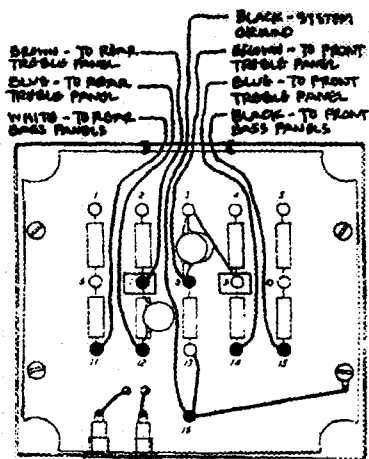 BLACK - SYSTEM
GROUND
BROWN - TO REAR
TREBLE PANEL
BROWN - TO FRONT
TREBLE PANEL
BLUE - TO REAR
TREBLE PANEL
BLUE - TO FRONT
TREBLE PANEL
WHITE - TO REAR
BASS PANELS
BLACK - TO FRONT
BASS PANELS
1 2 3 4 5
6 8
11 12 13 14 15
16